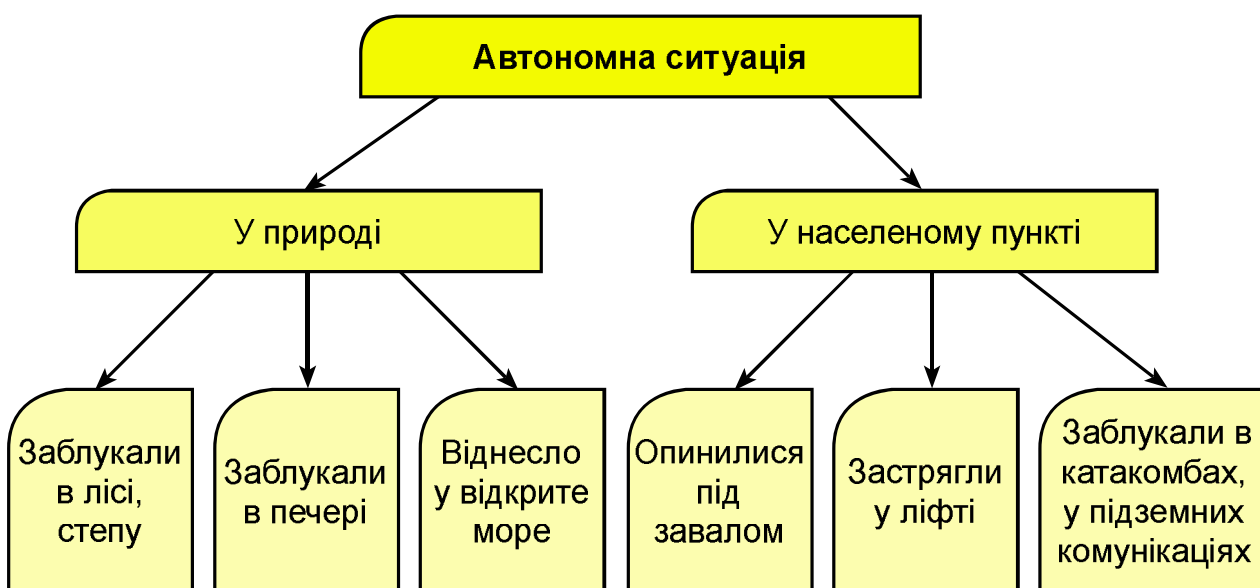 Автономна ситуація
У природі
У населеному пункті
Заблукали
в лісі,
степу
Заблукали
в печері
Віднесло
у відкрите
море
Опинилися
під
завалом
Застрягли
у ліфті
Заблукали в
катакомбах,
у підземних
комунікаціях